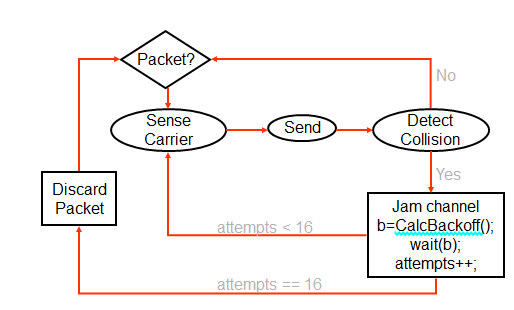 Packet?
No
Sense
Carrier
Send
Detect
Collision
Yes
Discard
Packet
Jam channel
b=CalcBackoff();
wait(b);
attempts++;
attempts < 16
attempts == 16